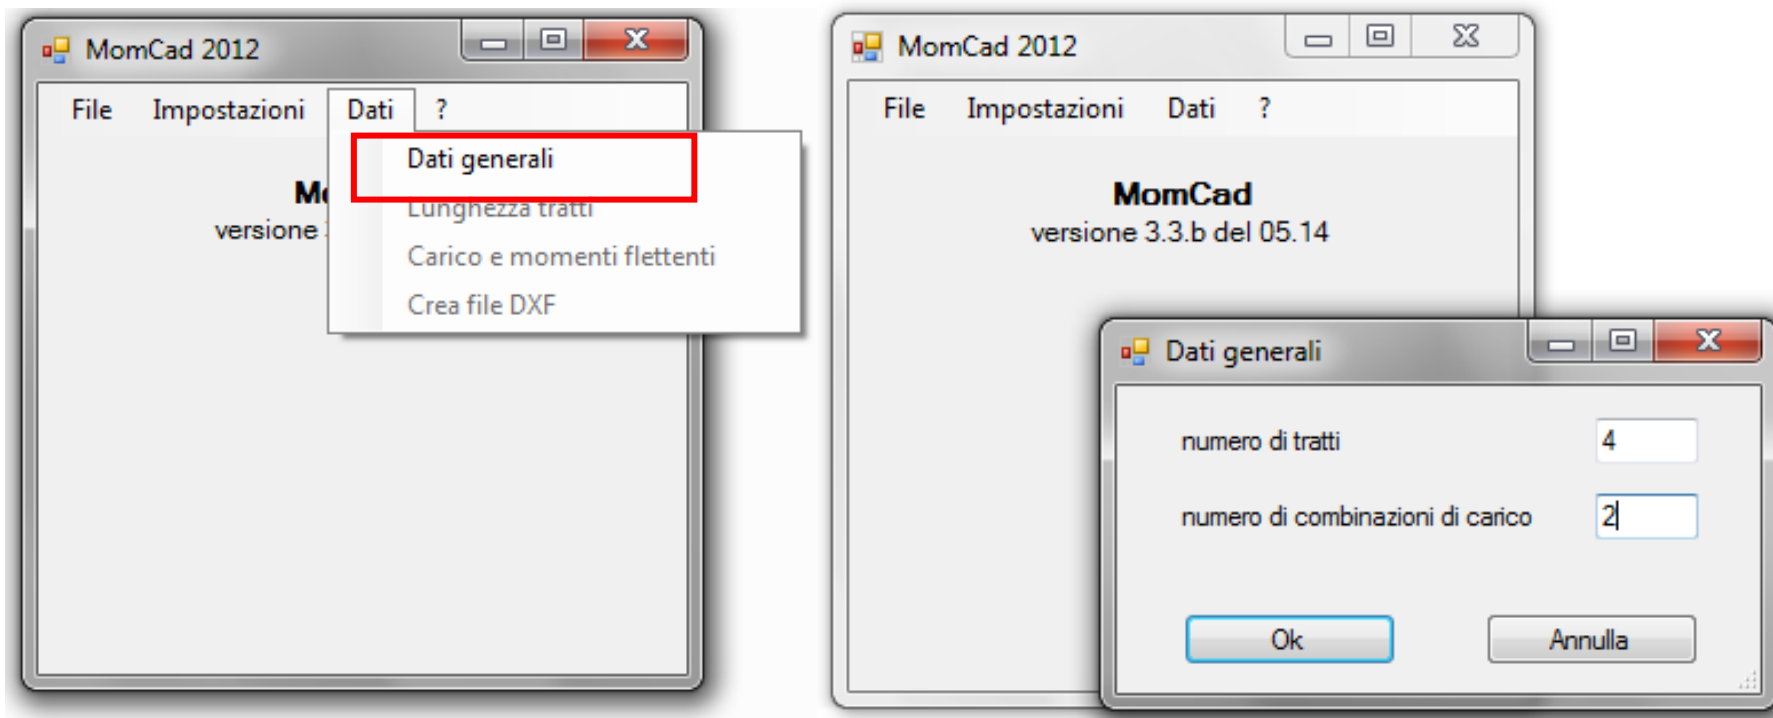 MomCad 2012
File Impostazioni Dati ?
Dati generali
Lunghezza tratti
Carico e momenti flettenti
Crea file DXF
versione
MomCad 2012
File Impostazioni Dati ?
MomCad
versione 3.3.b del 05.14
Dati generali
numero di tratti 4
numero di combinazioni di carico 2
Ok Annulla